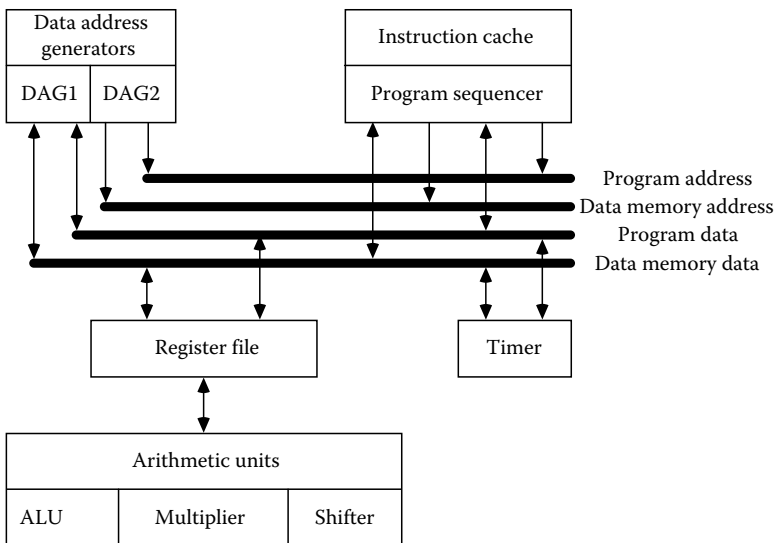 Data address
generators
DAG1
DAG2
Instruction cache
Program sequencer
Program address
Data memory address
Program data
Data memory data
Register file
Timer
Arithmetic units
ALU
Multiplier
Shifter